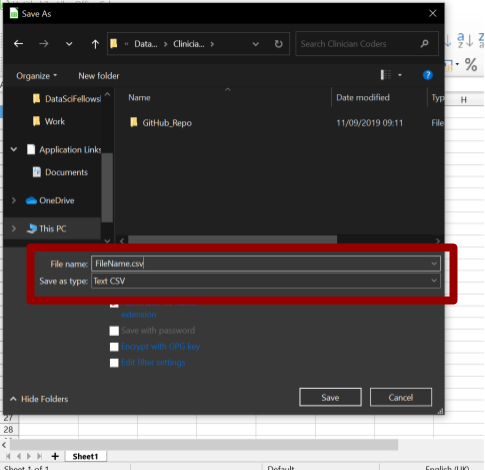 Save As
Data... Clinicia...
Search Clinician Coders
Organize
New folder
Name
Date modified
Typ
H
DataSciFellows
Work
GitHub_Repo
11/09/2019 09:11
File
Application Links
Documents
OneDrive
This PC
File name:
FileName.csv
Save as type:
Text CSV
extension
Save with password
Encrypt with GPG key
Edit filter settings
Hide Folders
Save
Cancel
27
28
Sheet1
Sheet 1 of 1
Default
English (UK)